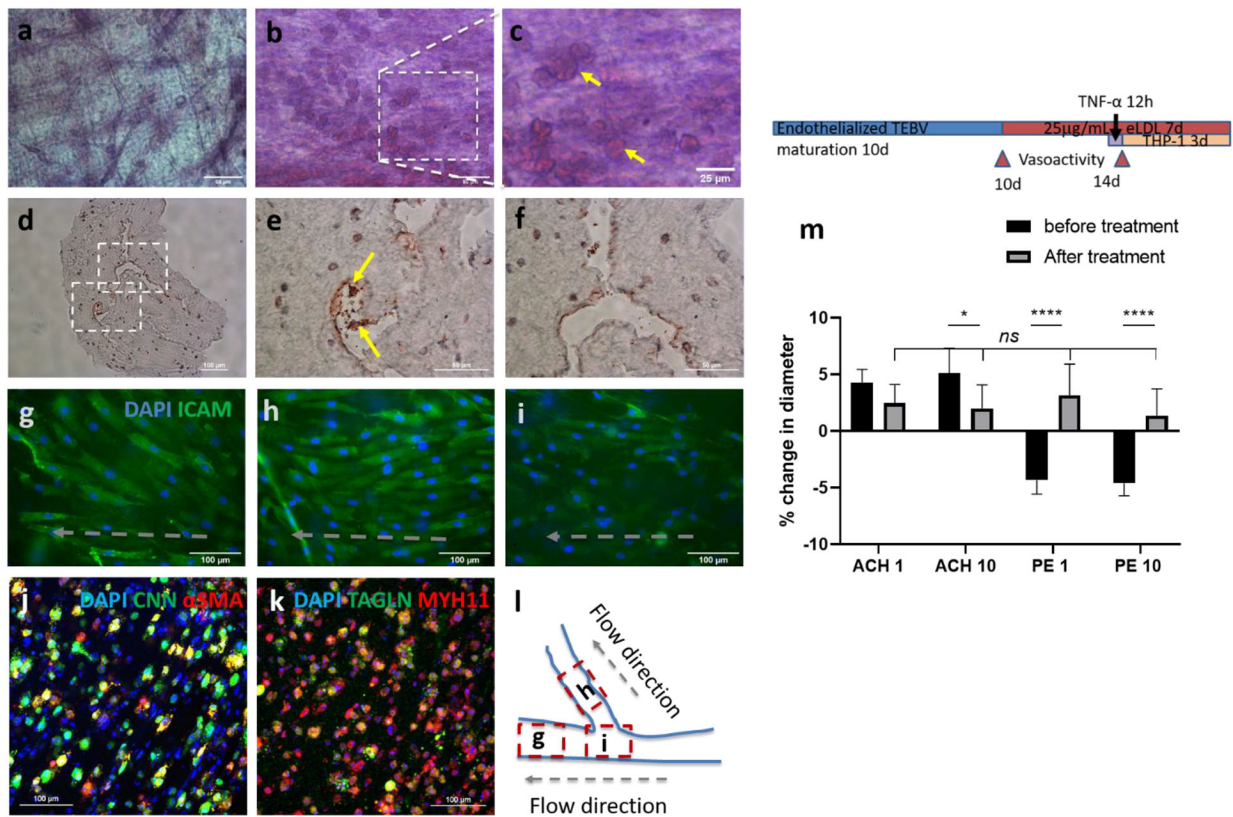 a
b
c
25 µm
TNF-α 12h
Endothelialized TEBV
25µg/mL eLDL 7d
maturation 10d
THP-1 3d
Vasoactivity
10d
14d
d
e
f
100 µm
50 µm
50 µm
m
before treatment
After treatment
% change in diameter
10
5
0
-5
-10
*
****
****
ns
ACH 1
ACH 10
PE 1
PE 10
g
DAPI ICAM
h
i
100 µm
100 µm
100 µm
j
DAPI CNN αSMA
k
DAPI TAGLN MYH11
100 µm
100 µm
l
Flow direction
h
g
i
Flow direction